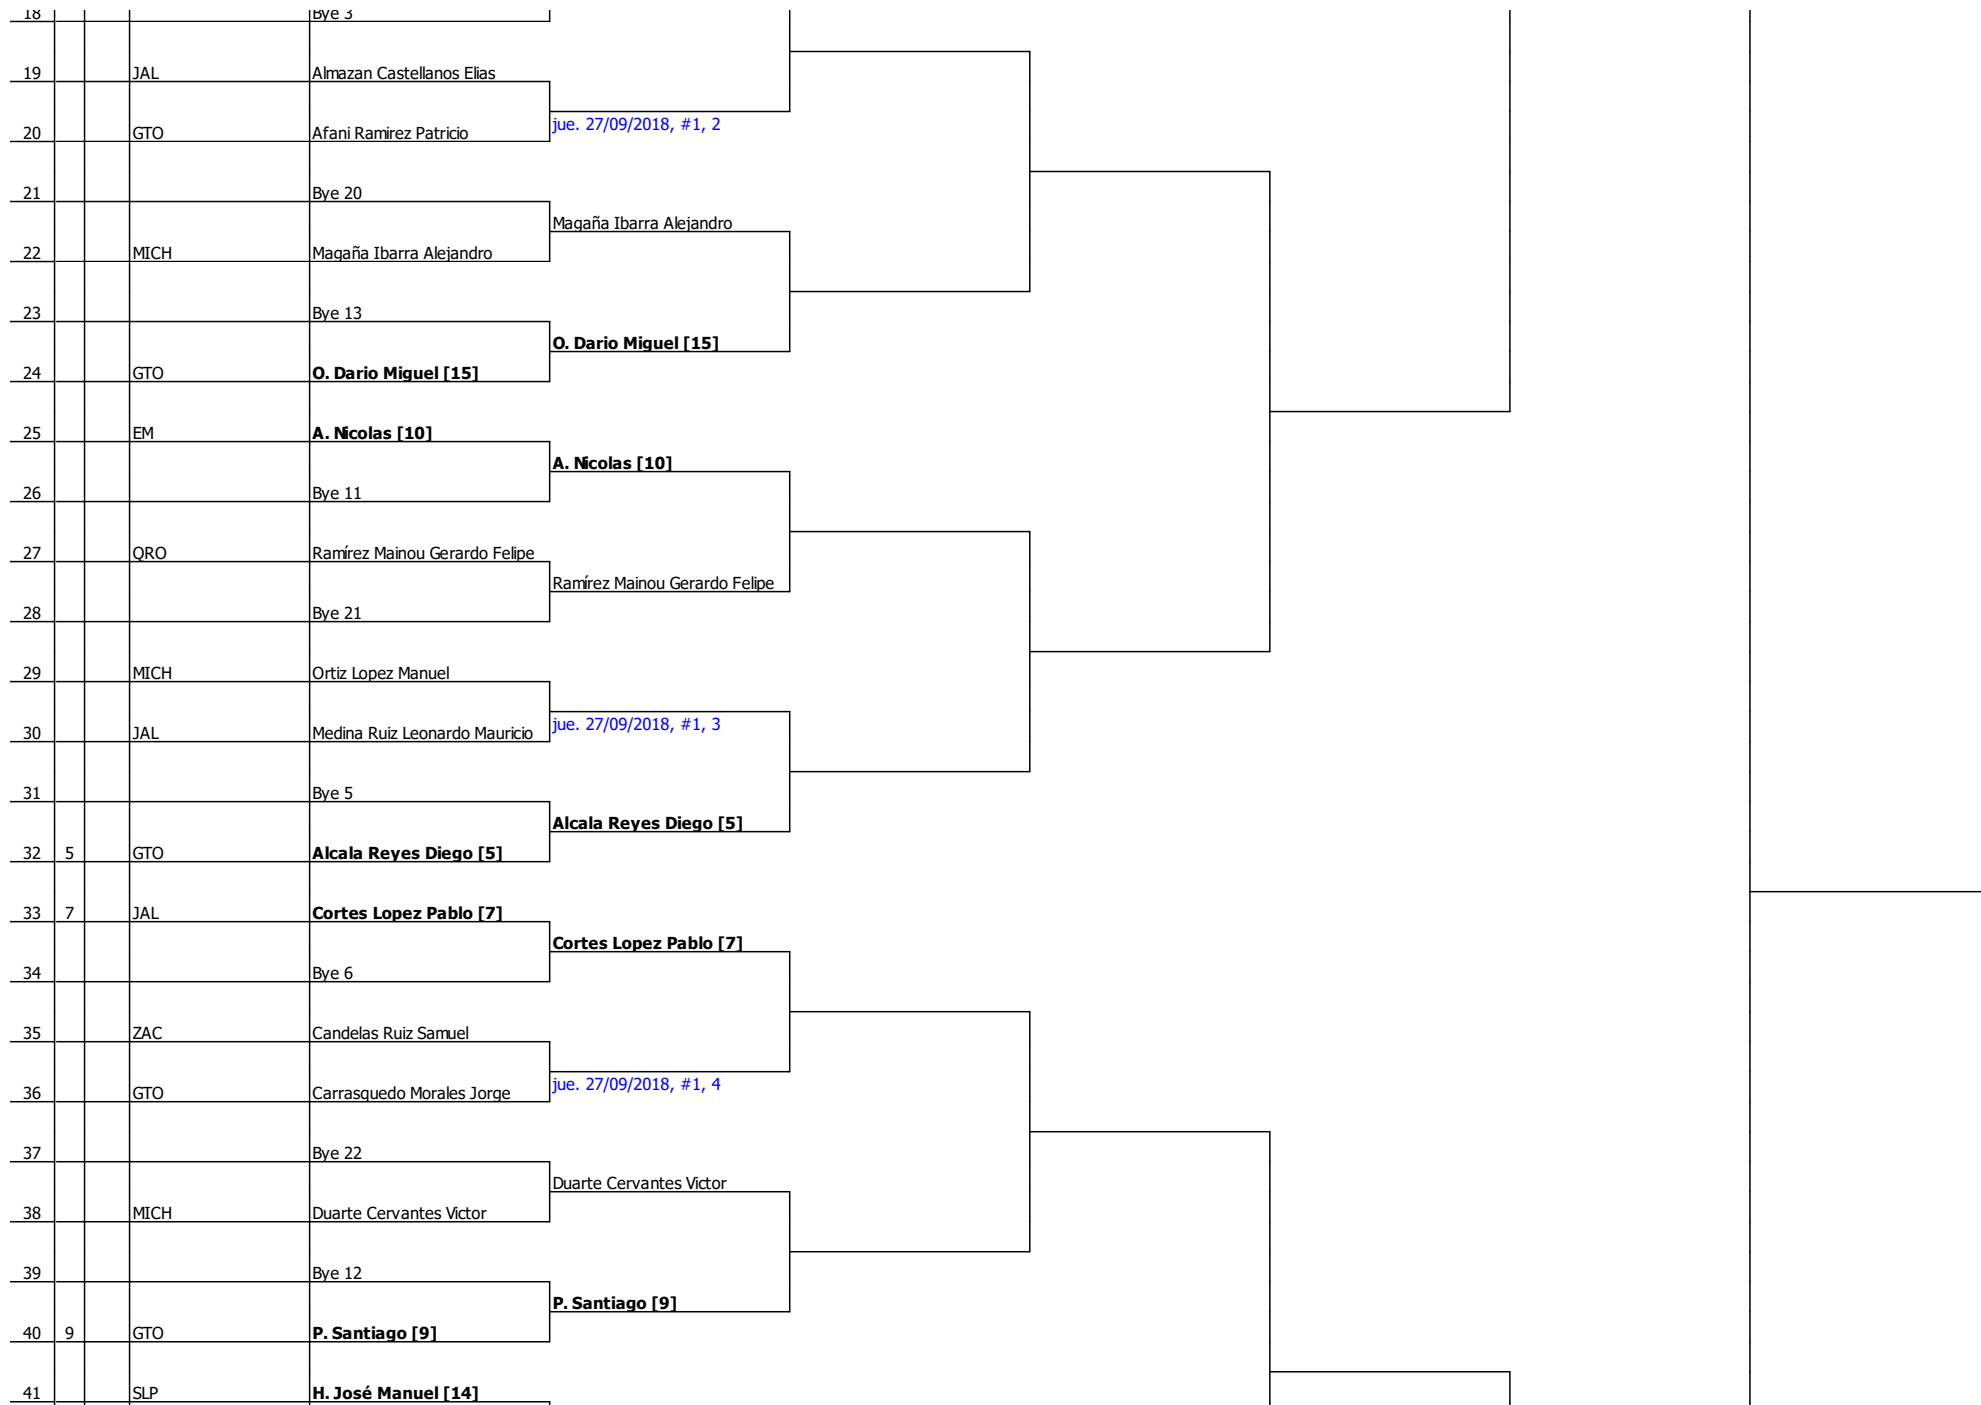 18 Bye 3
19 JAL Almazan Castellanos Elias
jue. 27/09/2018, #1, 2
20 GTO Afani Ramirez Patricio
21 Bye 20
Magaña Ibarra Alejandro
22 MICH Magaña Ibarra Alejandro
23 Bye 13
O. Dario Miguel [15]
24 GTO O. Dario Miguel [15]
25 EM A. Nicolas [10]
A. Nicolas [10]
26 Bye 11
27 QRO Ramírez Mainou Gerardo Felipe
Ramírez Mainou Gerardo Felipe
28 Bye 21
29 MICH Ortiz Lopez Manuel
jue. 27/09/2018, #1, 3
30 JAL Medina Ruiz Leonardo Mauricio
31 Bye 5
Alcala Reyes Diego [5]
32 5 GTO Alcala Reyes Diego [5]
33 7 JAL Cortes Lopez Pablo [7]
Cortes Lopez Pablo [7]
34 Bye 6
35 ZAC Candelas Ruiz Samuel
jue. 27/09/2018, #1, 4
36 GTO Carrasquedo Morales Jorge
37 Bye 22
Duarte Cervantes Victor
38 MICH Duarte Cervantes Victor
39 Bye 12
P. Santiago [9]
40 9 GTO P. Santiago [9]
41 SLP H. José Manuel [14]